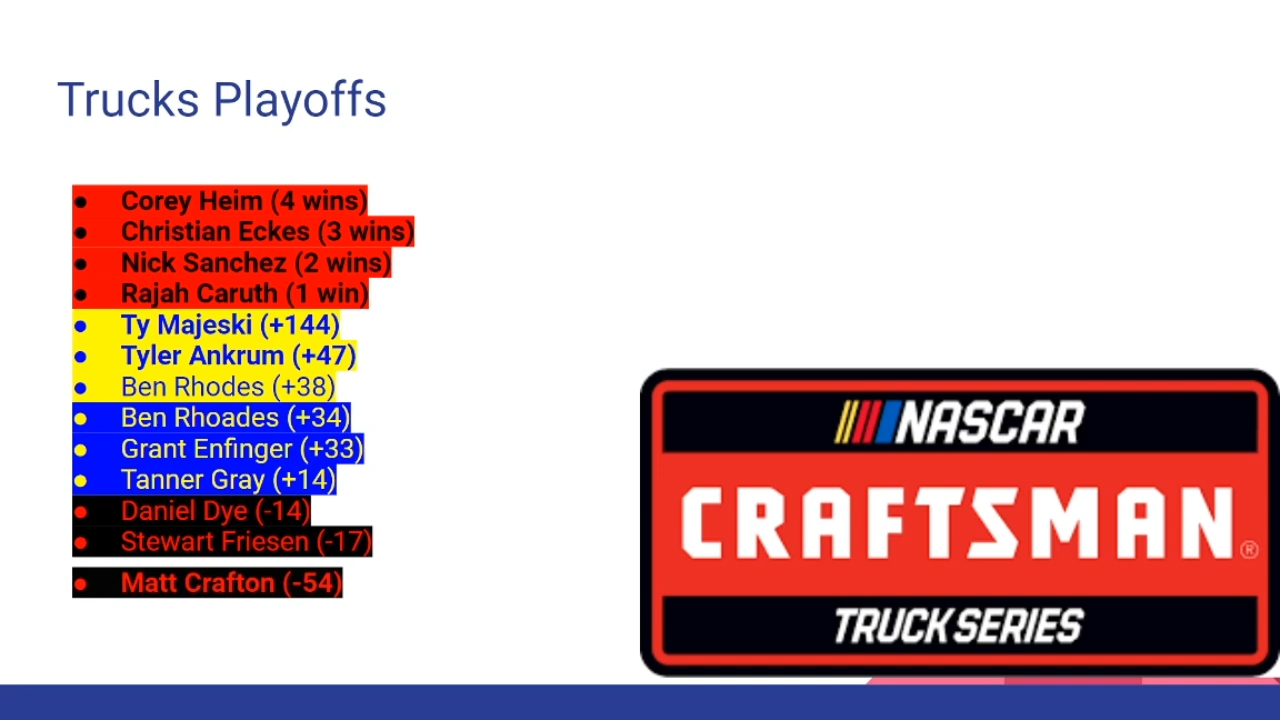 Trucks Playoffs
● Corey Heim (4 wins)
● Christian Eckes (3 wins)
● Nick Sanchez (2 wins)
● Rajah Caruth (1 win)
● Ty Majeski (+144)
● Tyler Ankrum (+47)
● Ben Rhodes (+38)
● Ben Rhoades (+34)
● Grant Enfinger (+33)
● Tanner Gray (+14)
● Daniel Dye (-14)
● Stewart Friesen (-17)
● Matt Crafton (-54)
NASCAR
CRAFTSMAN®
TRUCK SERIES